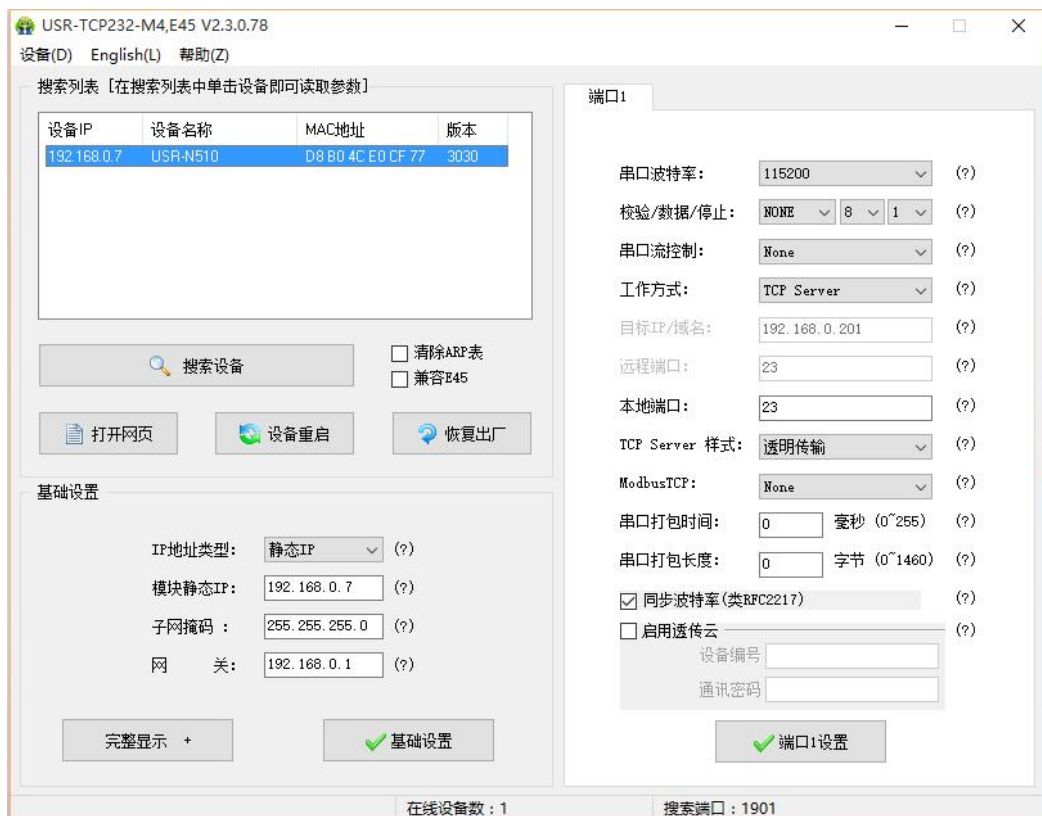 USR-TCP232-M4,E45 V2.3.0.78
设备(D) English(L) 帮助(Z)
搜索列表 [在搜索列表中单击设备即可读取参数]
设备IP 设备名称 MAC地址 版本
192.168.0.7 USR-N510 D8 B0 4C E0 CF 77 3030
搜索设备
清除ARP表
兼容E45
打开网页 设备重启 恢复出厂
基础设置
IP地址类型: 静态IP (?)
模块静态IP: 192.168.0.7 (?)
子网掩码 : 255.255.255.0 (?)
网 关: 192.168.0.1 (?)
完整显示 + 基础设置
端口1
串口波特率: 115200 (?)
校验/数据/停止: NONE 8 1 (?)
串口流控制: None (?)
工作方式: TCP Server (?)
目标IP/域名: 192.168.0.201 (?)
远程端口: 23 (?)
本地端口: 23 (?)
TCP Server 样式: 透明传输 (?)
ModbusTCP: None (?)
串口打包时间: 0 毫秒 (0~255) (?)
串口打包长度: 0 字节 (0~1460) (?)
同步波特率(类RFC2217) (?)
启用透传云 (?)
设备编号
通讯密码
端口1设置
在线设备数：1 搜索端口：1901